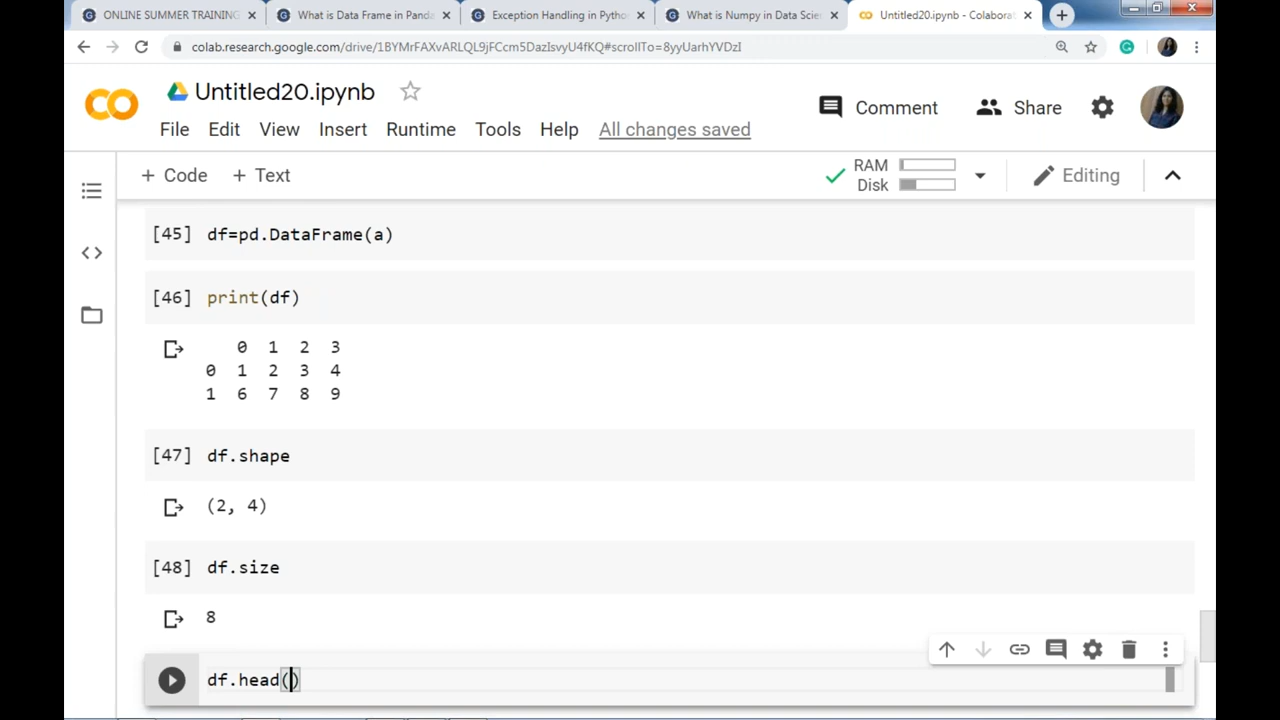 ONLINE SUMMER TRAINING
What is Data Frame in Panda
Exception Handling in Pytho
What is Numpy in Data Scie
Untitled20.ipynb - Colaborat
colab.research.google.com/drive/1BYMrFAXvARLQL9jFCcm5DazIsvyU4fKQ#scrollTo=8yyUarhYVDzI
Untitled20.ipynb
Comment
Share
File Edit View Insert Runtime Tools Help All changes saved
+ Code + Text
RAM
Disk
Editing
[45] df=pd.DataFrame(a)
[46] print(df)
0 1 2 3
0 1 2 3 4
1 6 7 8 9
[47] df.shape
(2, 4)
[48] df.size
8
df.head()